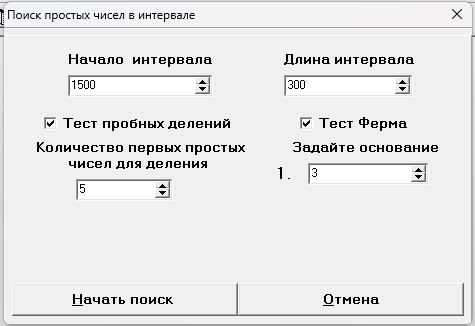 Поиск простых чисел в интервале
Начало интервала
Длина интервала
1500
300
Тест пробных делений
Тест Ферма
Количество первых простых
чисел для деления
Задайте основание
1.
3
5
Начать поиск
Отмена